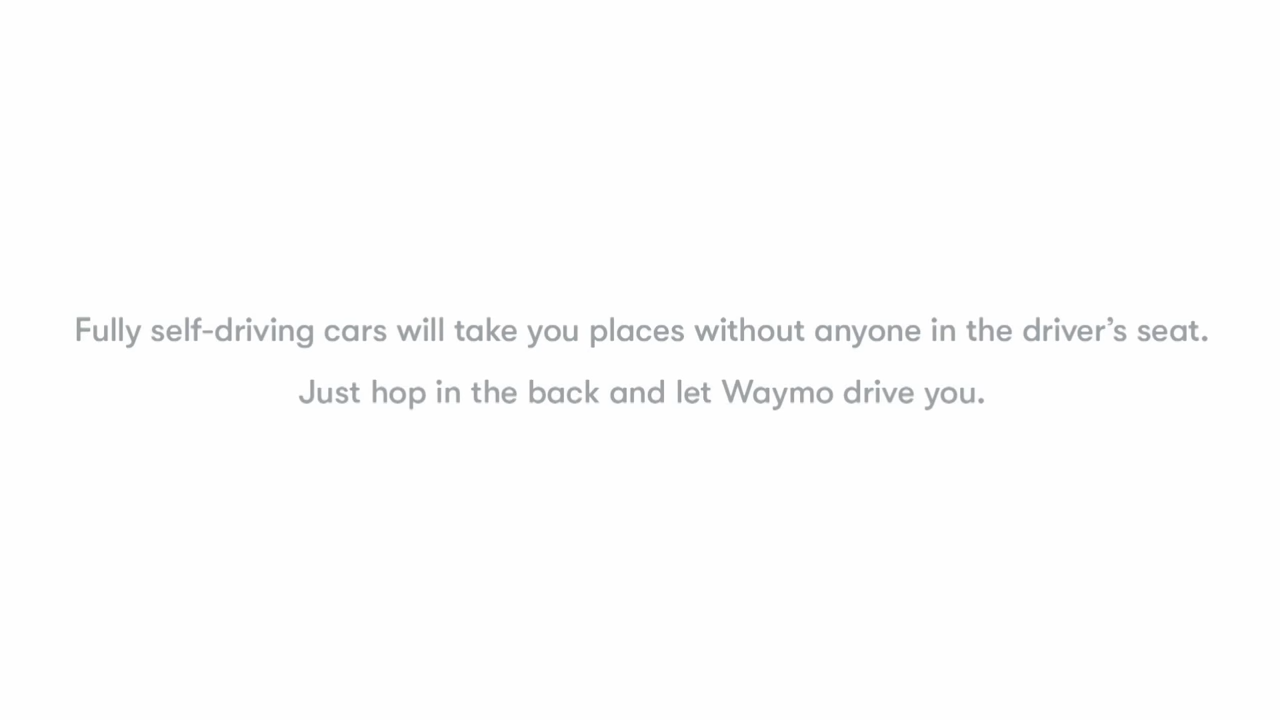 Fully self-driving cars will take you places without anyone in the driver’s seat.
Just hop in the back and let Waymo drive you.